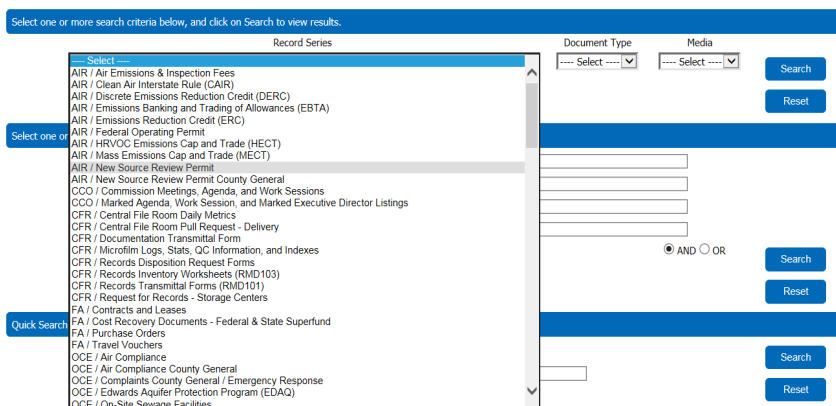 Select one or more search criteria below, and click on Search to view results.
Record Series Document Type Media
---- Select ---- ---- Select ---- ---- Select ----
Search
Reset
AIR / Air Emissions & Inspection Fees
AIR / Clean Air Interstate Rule (CAIR)
AIR / Discrete Emissions Reduction Credit (DERC)
AIR / Emissions Banking and Trading of Allowances (EBTA)
AIR / Emissions Reduction Credit (ERC)
AIR / Federal Operating Permit
AIR / HRVOC Emissions Cap and Trade (HECT)
AIR / Mass Emissions Cap and Trade (MECT)
AIR / New Source Review Permit
AIR / New Source Review Permit County General
CCO / Commission Meetings, Agenda, and Work Sessions
CCO / Marked Agenda, Work Session, and Marked Executive Director Listings
CFR / Central File Room Daily Metrics
CFR / Central File Room Pull Request - Delivery
CFR / Documentation Transmittal Form
CFR / Microfilm Logs, Stats, QC Information, and Indexes
CFR / Records Disposition Request Forms
CFR / Records Inventory Worksheets (RMD103)
CFR / Records Transmittal Forms (RMD101)
CFR / Request for Records - Storage Centers
FA / Contracts and Leases
FA / Cost Recovery Documents - Federal & State Superfund
FA / Purchase Orders
FA / Travel Vouchers
OCE / Air Compliance
OCE / Air Compliance County General
OCE / Complaints County General / Emergency Response
OCE / Edwards Aquifer Protection Program (EDAQ)
OCE / On-Site Sewage Facilities
Select one or
AND OR
Search
Reset
Quick Search
Search
Reset